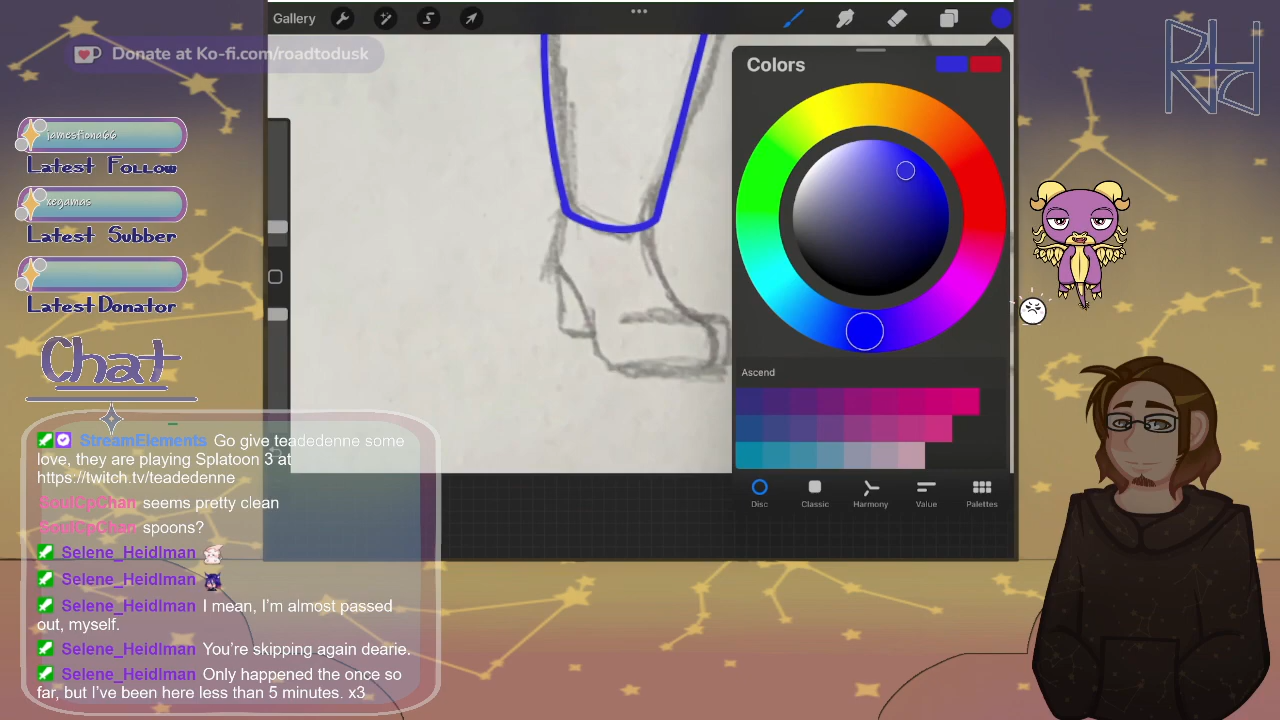 Gallery
Donate at Ko-fi.com/roadtodusk
Colors
jamesfiona66
Latest Follow
xegamas
Latest Subber
Latest Donator
Chat
StreamElements Go give teadedenne some
love, they are playing Splatoon 3 at
https://twitch.tv/teadedenne
SoulCpChan seems pretty clean
SoulCpChan spoons?
Selene_Heidlman
Selene_Heidlman
Selene_Heidlman I mean, I'm almost passed
out, myself.
Selene_Heidlman You're skipping again dearie.
Selene_Heidlman Only happened the once so
far, but I've been here less than 5 minutes. x3
Ascend
Disc
Classic
Harmony
Value
Palettes